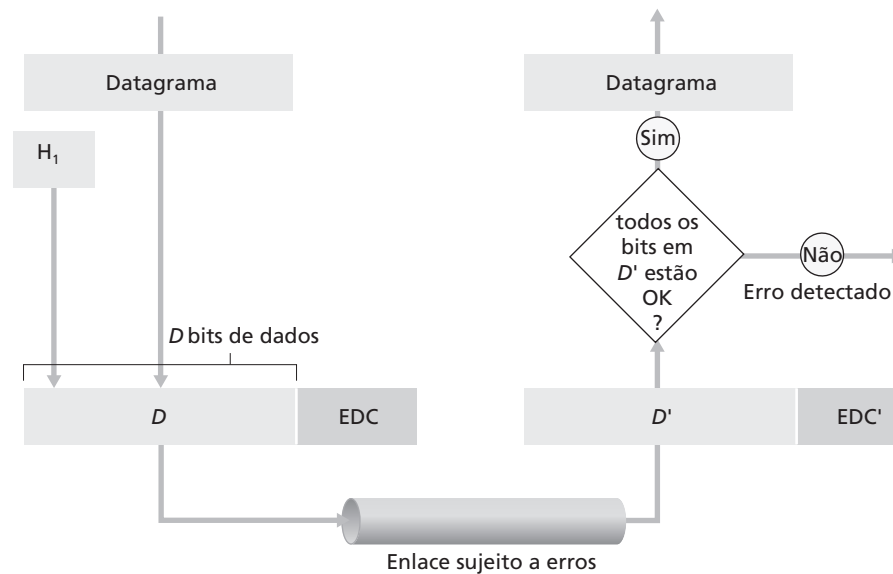 Datagrama
Datagrama
H₁
Sim
todos os
bits em
D' estão
OK
?
Não
Erro detectado
D bits de dados
D
EDC
D'
EDC'
Enlace sujeito a erros